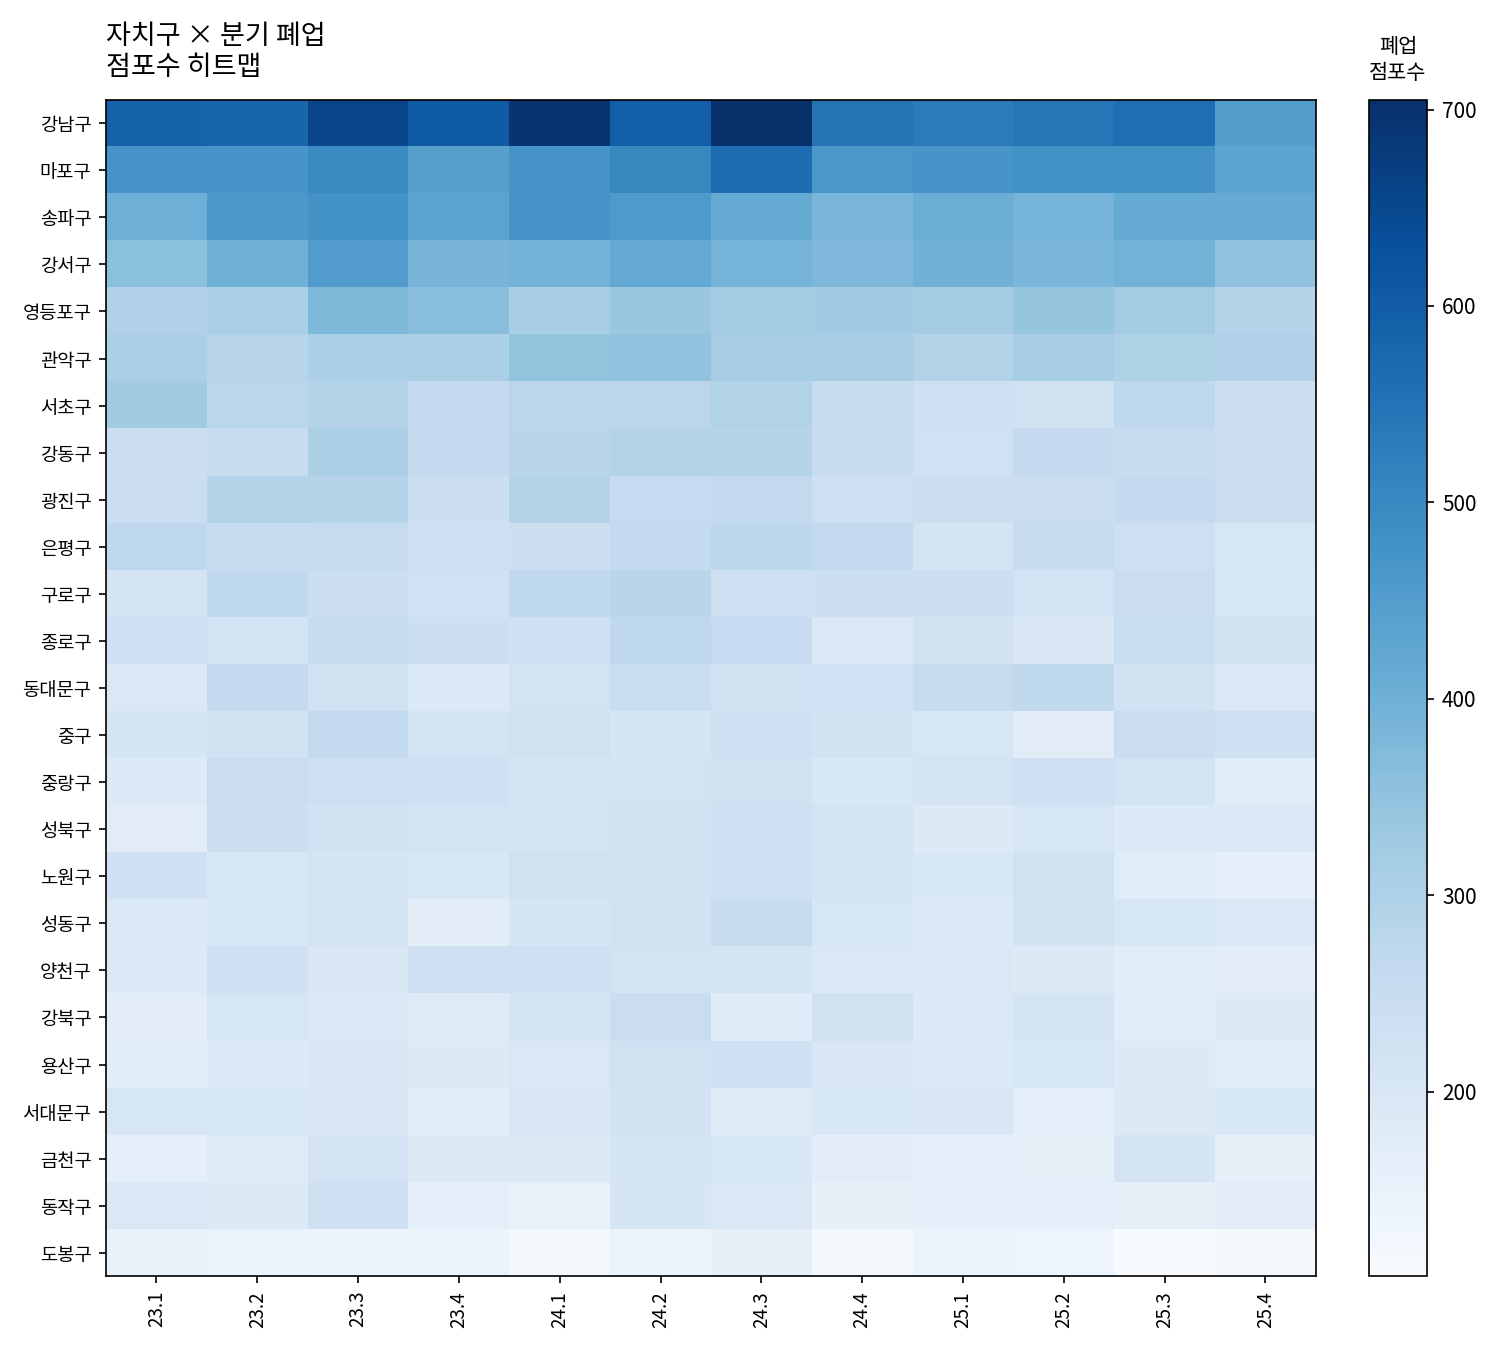 자치구 × 분기 폐업
점포수 히트맵
폐업
점포수
강남구
마포구
송파구
강서구
영등포구
관악구
서초구
강동구
광진구
은평구
구로구
종로구
동대문구
중구
중랑구
성북구
노원구
성동구
양천구
강북구
용산구
서대문구
금천구
동작구
도봉구
23.1
23.2
23.3
23.4
24.1
24.2
24.3
24.4
25.1
25.2
25.3
25.4
700
600
500
400
300
200